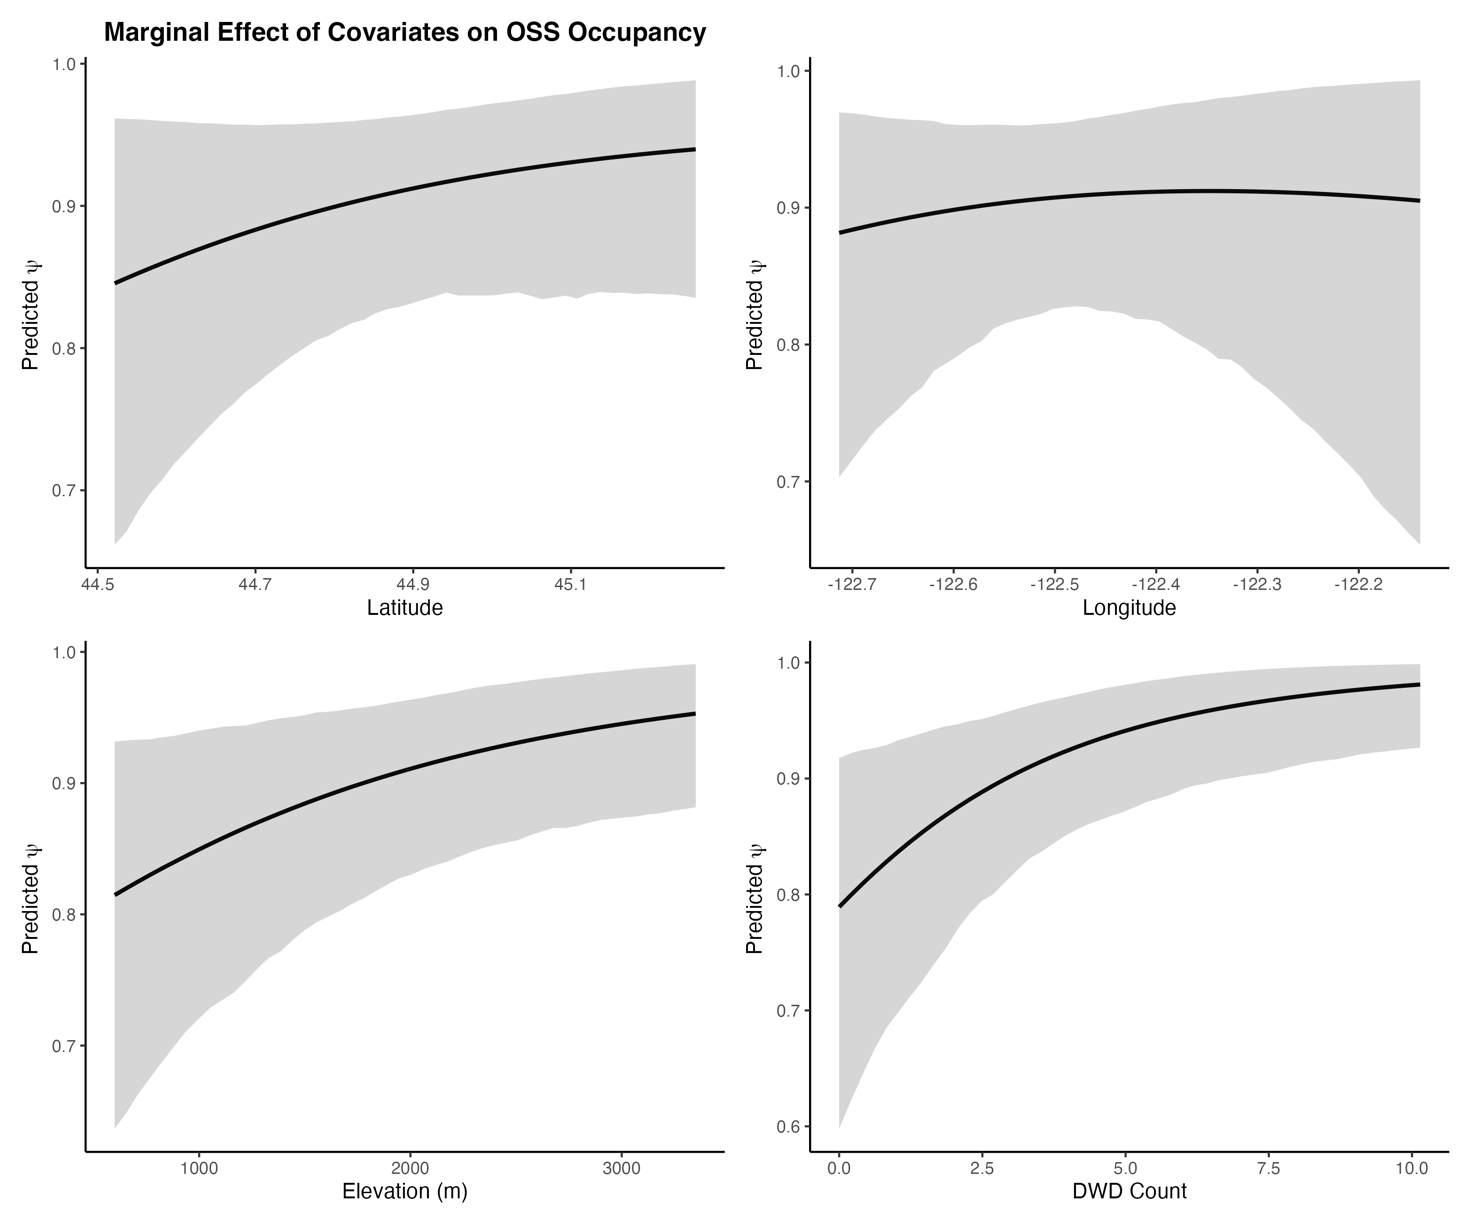 Marginal Effect of Covariates on OSS Occupancy
1.0
0.9
0.8
0.7
Predicted ψ
44.5 44.7 44.9 45.1
Latitude
1.0
0.9
0.8
0.7
Predicted ψ
-122.7 -122.6 -122.5 -122.4 -122.3 -122.2
Longitude
1.0
0.9
0.8
0.7
Predicted ψ
1000 2000 3000
Elevation (m)
1.0
0.9
0.8
0.7
0.6
Predicted ψ
0.0 2.5 5.0 7.5 10.0
DWD Count